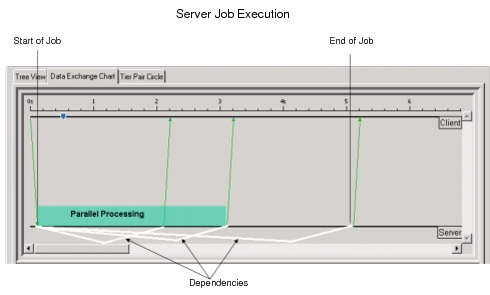 Server Job Execution
Start of Job
End of Job
Tree View
Data Exchange Chart
Tier Pair Circle
0s 1 2 3 4s 5 6
Client
Parallel Processing
Server
Dependencies